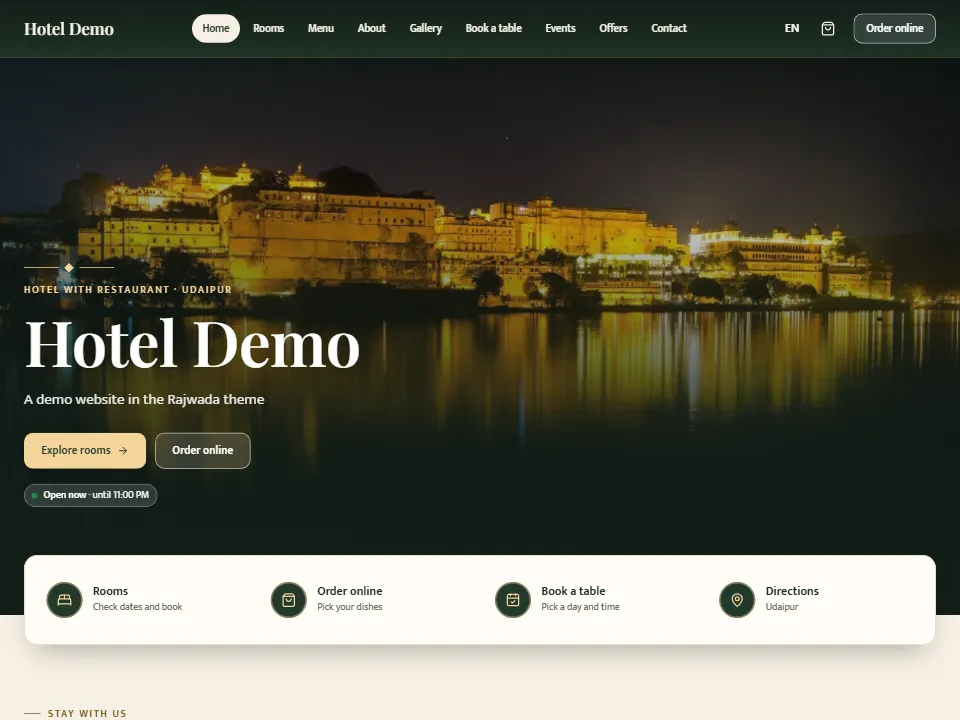 Hotel Demo
Home Rooms Menu About Gallery Book a table Events Offers Contact
EN
Order online
HOTEL WITH RESTAURANT · UDAIPUR
Hotel Demo
A demo website in the Rajwada theme
Explore rooms →
Order online
Open now · until 11:00 PM
Rooms
Check dates and book
Order online
Pick your dishes
Book a table
Pick a day and time
Directions
Udaipur
STAY WITH US